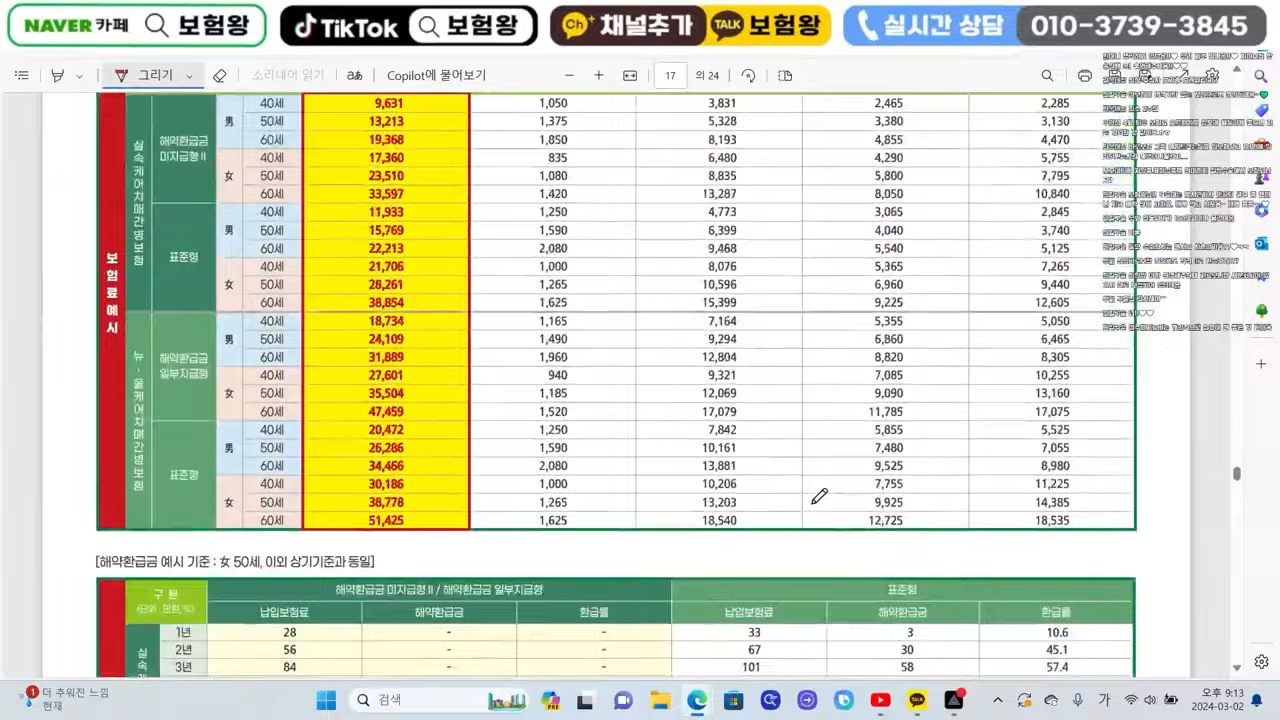 NAVER 카페 보험왕 TikTok 보험왕 Ch+ 채널추가 TALK 보험왕 실시간 상담 010-3739-3845
그리기 소리내어 읽기 aあ 17 의 24
40세 9,631 1,050 3,831 2,465 2,285
男 50세 13,213 1,375 5,328 3,380 3,130
해약환급금 60세 19,368 1,850 8,193 4,855 4,470
미지급형Ⅱ 40세 17,360 835 6,480 4,290 5,755
女 50세 23,510 1,080 8,835 5,800 7,795
60세 33,597 1,420 13,287 8,050 10,840
실속케어치매간병보험
40세 11,933 1,250 4,773 3,065 2,845
男 50세 15,769 1,590 6,399 4,040 3,740
60세 22,213 2,080 9,468 5,540 5,125
표준형
40세 21,706 1,000 8,076 5,365 7,265
女 50세 28,261 1,265 10,596 6,960 9,440
60세 38,854 1,625 15,399 9,225 12,605
보험료예시
40세 18,734 1,165 7,164 5,355 5,050
男 50세 24,109 1,490 9,294 6,860 6,465
해약환급금 60세 31,889 1,960 12,804 8,820 8,305
일부지급형 40세 27,601 940 9,321 7,085 10,255
女 50세 35,504 1,185 12,069 9,090 13,160
60세 47,459 1,520 17,079 11,785 17,075
뉴-올케어치매간병보험
40세 20,472 1,250 7,842 5,855 5,525
男 50세 26,286 1,590 10,161 7,480 7,055
60세 34,466 2,080 13,881 9,525 8,980
표준형
40세 30,186 1,000 10,206 7,755 11,225
女 50세 38,778 1,265 13,203 9,925 14,385
60세 51,425 1,625 18,540 12,725 18,535
[해약환급금 예시 기준 : 女 50세, 이외 상기기준과 동일]
구 분 해약환급금 미지급형Ⅱ / 해약환급금 일부지급형 표준형
(단위 : 만원, %) 납입보험료 해약환급금 환급률 납입보험료 해약환급금 환급률
1년 28 - - 33 3 10.6
2년 56 - - 67 30 45.1
3년 84 - - 101 58 57.4
실속
1 더 추워진 느낌
현재
검색
PRE
TALK
가
오후 9:13
2024-03-02